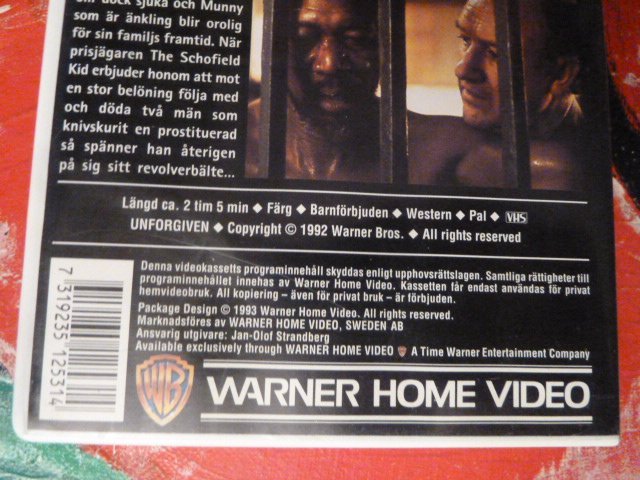 om dock sjuka och Munny
som är änkling blir orolig
för sin familjs framtid. När
prisjägaren The Schofield
Kid erbjuder honom att mot
en stor belöning följa med
och döda två män som
knivskurit en prostituerad
så spänner han återigen
på sig sitt revolverbälte...
Längd ca. 2 tim 5 min ◆ Färg ◆ Barnförbjuden ◆ Western ◆ Pal ◆ VHS
UNFORGIVEN ◆ Copyright © 1992 Warner Bros. ◆ All rights reserved
Denna videokassetts programinnehåll skyddas enligt upphovsrättslagen. Samtliga rättigheter till
programinnehållet innehas av Warner Home Video. Kassetten får endast användas för privat
hemvideobruk. All kopiering – även för privat bruk – är förbjuden.
Package Design © 1993 Warner Home Video. All rights reserved.
Marknadsföres av WARNER HOME VIDEO, SWEDEN AB
Ansvarig utgivare: Jan-Olof Strandberg
Available exclusively through WARNER HOME VIDEO A Time Warner Entertainment Company
7 319235 125314
WB
WARNER HOME VIDEO